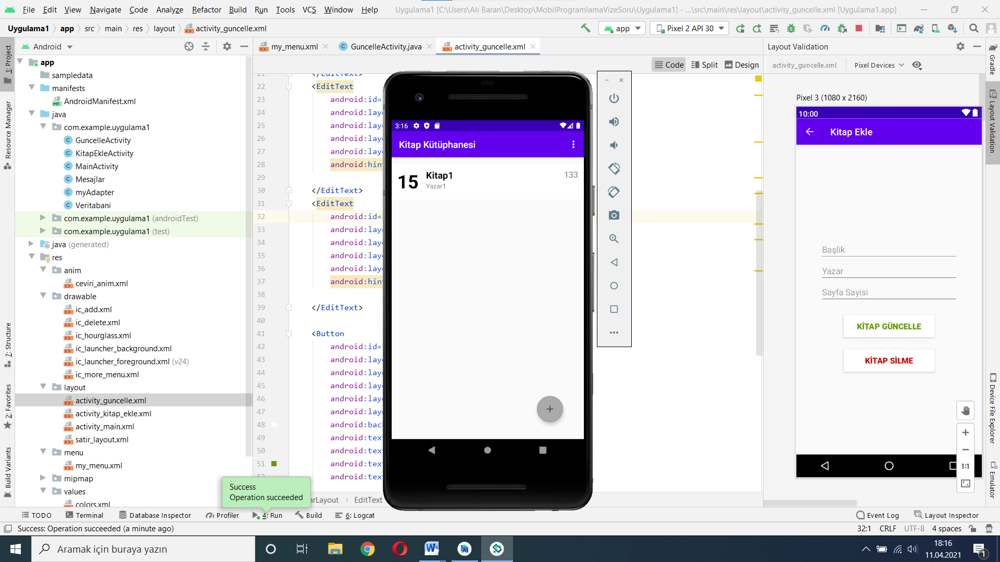 File Edit View Navigate Code Analyze Refactor Build Run Tools VCS Window Help Uygulama1 [C:\Users\Ali Baran\Desktop\MobilProgramlamaVizeSoru\Uygulama1] - ...\src\main\res\layout\activity_guncelle.xml [Uygulama1.app]
Uygulama1 app src main res layout activity_guncelle.xml app Pixel 2 API 30
Android
my_menu.xml GuncelleActivity.java activity_guncelle.xml
Layout Validation
Code Split Design
activity_guncelle.xml Pixel Devices
1: Project
Resource Manager
7: Structure
2: Favorites
Build Variants
app
sampledata
manifests
AndroidManifest.xml
java
com.example.uygulama1
GuncelleActivity
KitapEkleActivity
MainActivity
Mesajlar
myAdapter
Veritabani
com.example.uygulama1 (androidTest)
com.example.uygulama1 (test)
java (generated)
res
anim
ceviri_anim.xml
drawable
ic_add.xml
ic_delete.xml
ic_hourglass.xml
ic_launcher_background.xml
ic_launcher_foreground.xml (v24)
ic_more_menu.xml
layout
activity_guncelle.xml
activity_kitap_ekle.xml
activity_main.xml
satir_layout.xml
menu
my_menu.xml
mipmap
values
colors.xml
21 </EditText>
22 <EditText
23 android:id=
24 android:lay
25 android:lay
26 android:lay
27 android:lay
28 android:hin
29
30 </EditText>
31 <EditText
32 android:id=
33 android:lay
34 android:lay
35 android:lay
36 android:lay
37 android:hin
38
39 </EditText>
40
41 <Button
42 android:id=
43 android:lay
44 android:lay
45 android:lay
46 android:lay
47 android:lay
48 android:bac
49 android:tex
50 android:tex
51 android:tex
52 android:tex
arLayout EditText
3:16
Kitap Kütüphanesi
15 Kitap1 133
Yazar1
+
Pixel 3 (1080 x 2160)
10:00
Kitap Ekle
Başlik
Yazar
Sayfa Sayisi
KİTAP GÜNCELLE
KİTAP SİLME
1:1
Gradle
Layout Validation
Device File Explorer
Emulator
Success
Operation succeeded
TODO Terminal Database Inspector Profiler 4: Run Build 6: Logcat Event Log Layout Inspector
Success: Operation succeeded (a minute ago) 32:1 CRLF UTF-8 4 spaces
Aramak için buraya yazın
18:16
11.04.2021
1